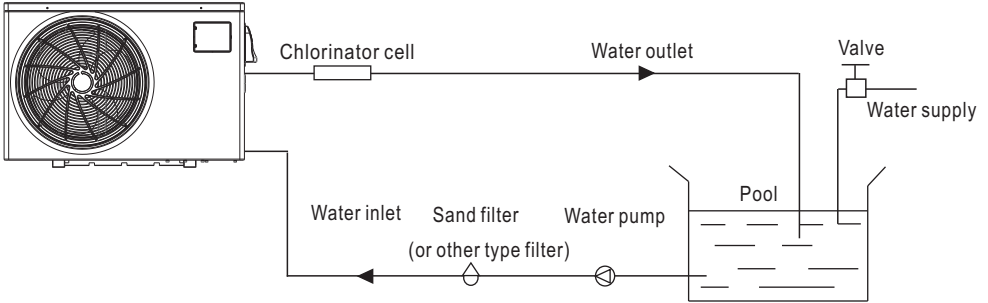 Chlorinator cell
Water outlet
Valve
Water supply
Pool
Water inlet
Sand filter
(or other type filter)
Water pump